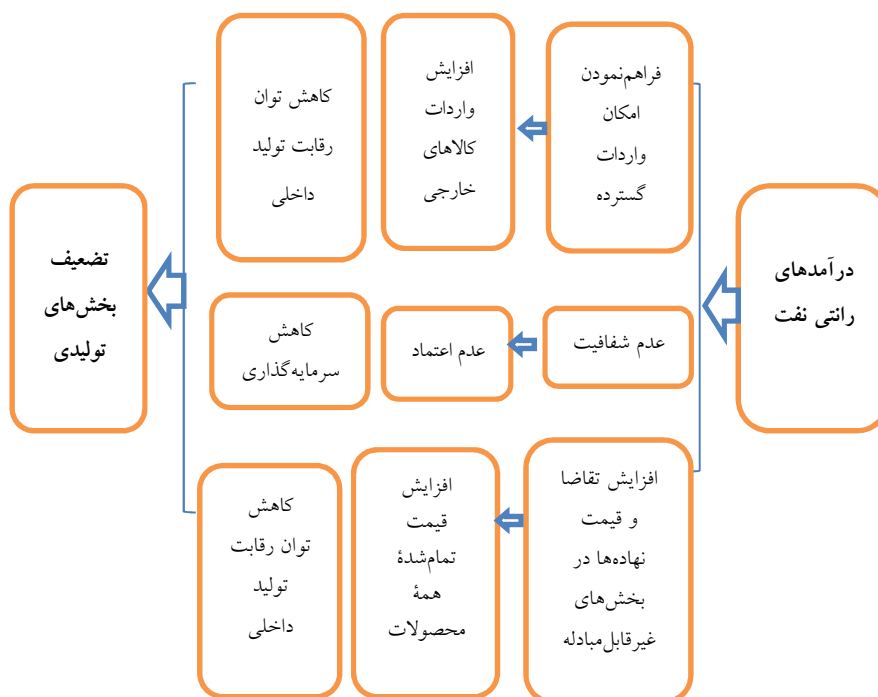 درآمدهای
رانتی نفت
فراهم‌نمودن
امکان
واردات
گسترده
افزایش
واردات
کالاهای
خارجی
کاهش توان
رقابت تولید
داخلی
عدم شفافیت
عدم اعتماد
کاهش
سرمایه‌گذاری
افزایش تقاضا
و قیمت
نهاده‌ها در
بخش‌های
غیرقابل‌مبادله
افزایش
قیمت
تمام‌شدهٔ
همهٔ
محصولات
کاهش
توان رقابت
تولید
داخلی
تضعیف
بخش‌های
تولیدی